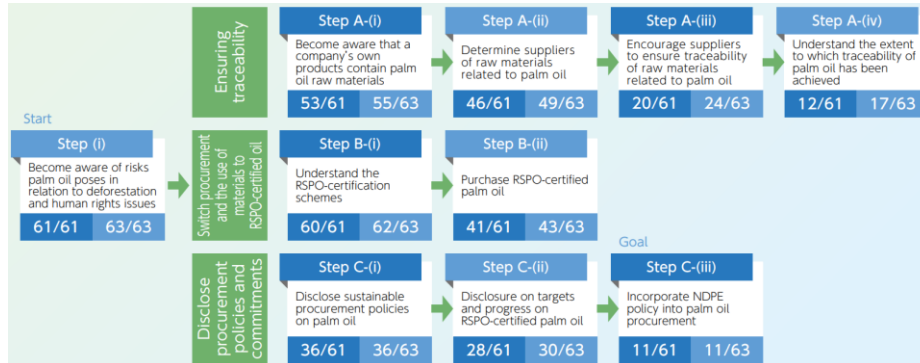 Ensuring
traceability
Step A-(i)
Become aware that a
company's own
products contain palm
oil raw materials
53/61 55/63
Step A-(ii)
Determine suppliers
of raw materials
related to palm oil
46/61 49/63
Step A-(iii)
Encourage suppliers
to ensure traceability
of raw materials
related to palm oil
20/61 24/63
Step A-(iv)
Understand the extent
to which traceability of
palm oil has been
achieved
12/61 17/63
Start
Step (i)
Become aware of risks
palm oil poses in
relation to deforestation
and human rights issues
61/61 63/63
Switch procurement
and the use of
materials to
RSPO-certified oil
Step B-(i)
Understand the
RSPO-certification
schemes
60/61 62/63
Step B-(ii)
Purchase RSPO-certified
palm oil
41/61 43/63
Disclose
procurement
policies and
commitments
Step C-(i)
Disclose sustainable
procurement policies
on palm oil
36/61 36/63
Step C-(ii)
Disclosure on targets
and progress on
RSPO-certified palm oil
28/61 30/63
Goal
Step C-(iii)
Incorporate NDPE
policy into palm oil
procurement
11/61 11/63